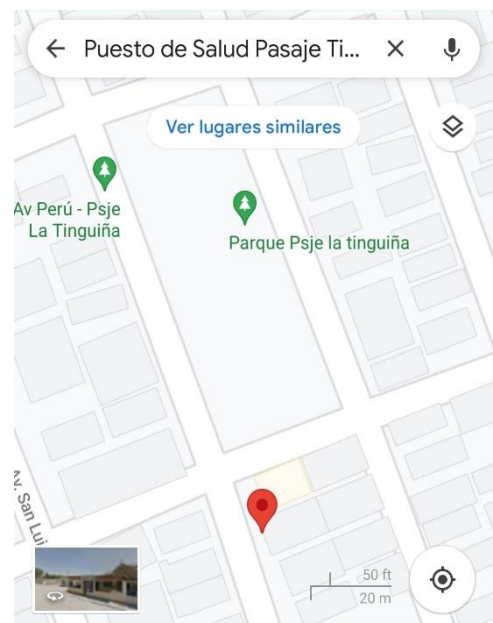 Puesto de Salud Pasaje Ti...
Ver lugares similares
Av Perú - Psje
La Tinguiña
Parque Psje la tinguiña
Av. San Lui
50 ft
20 m